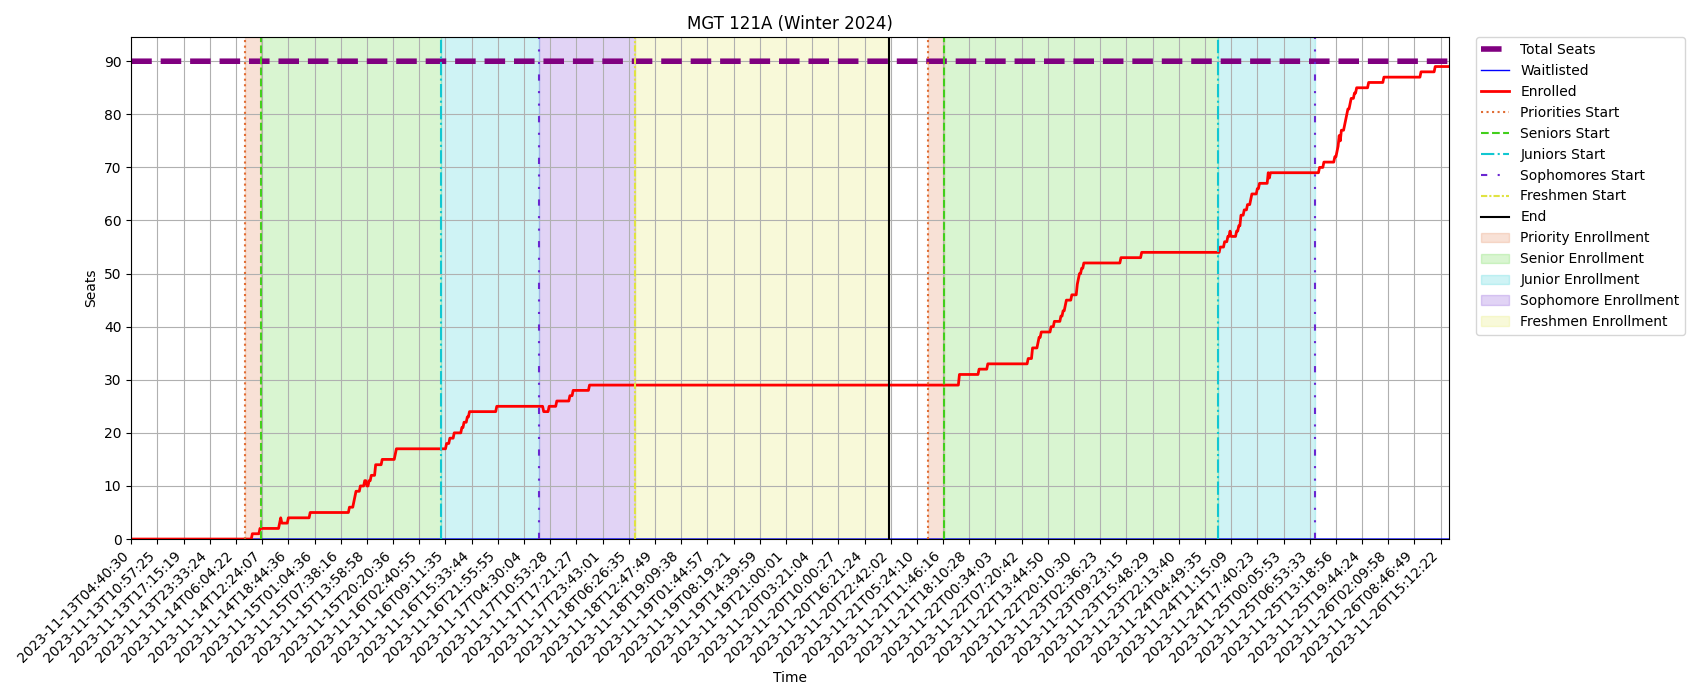 MGT 121A (Winter 2024)
Seats
90
80
70
60
50
40
30
20
10
0
2023-11-13T04:40:30
2023-11-13T10:57:25
2023-11-13T17:15:19
2023-11-13T23:33:24
2023-11-14T06:04:22
2023-11-14T12:24:07
2023-11-14T18:44:36
2023-11-15T01:04:36
2023-11-15T07:38:16
2023-11-15T13:58:58
2023-11-15T20:20:36
2023-11-16T02:40:55
2023-11-16T09:11:35
2023-11-16T15:33:44
2023-11-16T21:55:55
2023-11-17T04:30:04
2023-11-17T10:53:28
2023-11-17T17:21:27
2023-11-17T23:43:01
2023-11-18T06:26:35
2023-11-18T12:47:49
2023-11-18T19:09:38
2023-11-19T01:44:57
2023-11-19T08:19:21
2023-11-19T14:39:59
2023-11-19T21:00:01
2023-11-20T03:21:04
2023-11-20T10:00:27
2023-11-20T16:21:24
2023-11-20T22:42:02
2023-11-21T05:24:10
2023-11-21T11:46:16
2023-11-21T18:10:28
2023-11-22T00:34:03
2023-11-22T07:20:42
2023-11-22T13:44:50
2023-11-22T20:10:30
2023-11-23T02:36:23
2023-11-23T09:23:15
2023-11-23T15:48:29
2023-11-23T22:13:40
2023-11-24T04:49:35
2023-11-24T11:15:09
2023-11-24T17:40:23
2023-11-25T00:05:53
2023-11-25T06:53:33
2023-11-25T13:18:56
2023-11-25T19:44:24
2023-11-26T02:09:58
2023-11-26T08:46:49
2023-11-26T15:12:22
Time
Total Seats
Waitlisted
Enrolled
Priorities Start
Seniors Start
Juniors Start
Sophomores Start
Freshmen Start
End
Priority Enrollment
Senior Enrollment
Junior Enrollment
Sophomore Enrollment
Freshmen Enrollment